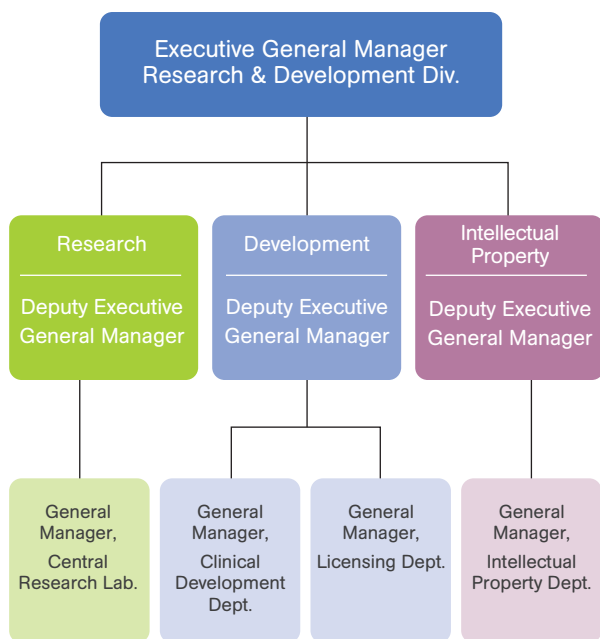 Executive General Manager
Research & Development Div.
Research
Deputy Executive
General Manager
Development
Deputy Executive
General Manager
Intellectual
Property
Deputy Executive
General Manager
General
Manager,
Central
Research Lab.
General
Manager,
Clinical
Development
Dept.
General
Manager,
Licensing Dept.
General
Manager,
Intellectual
Property Dept.